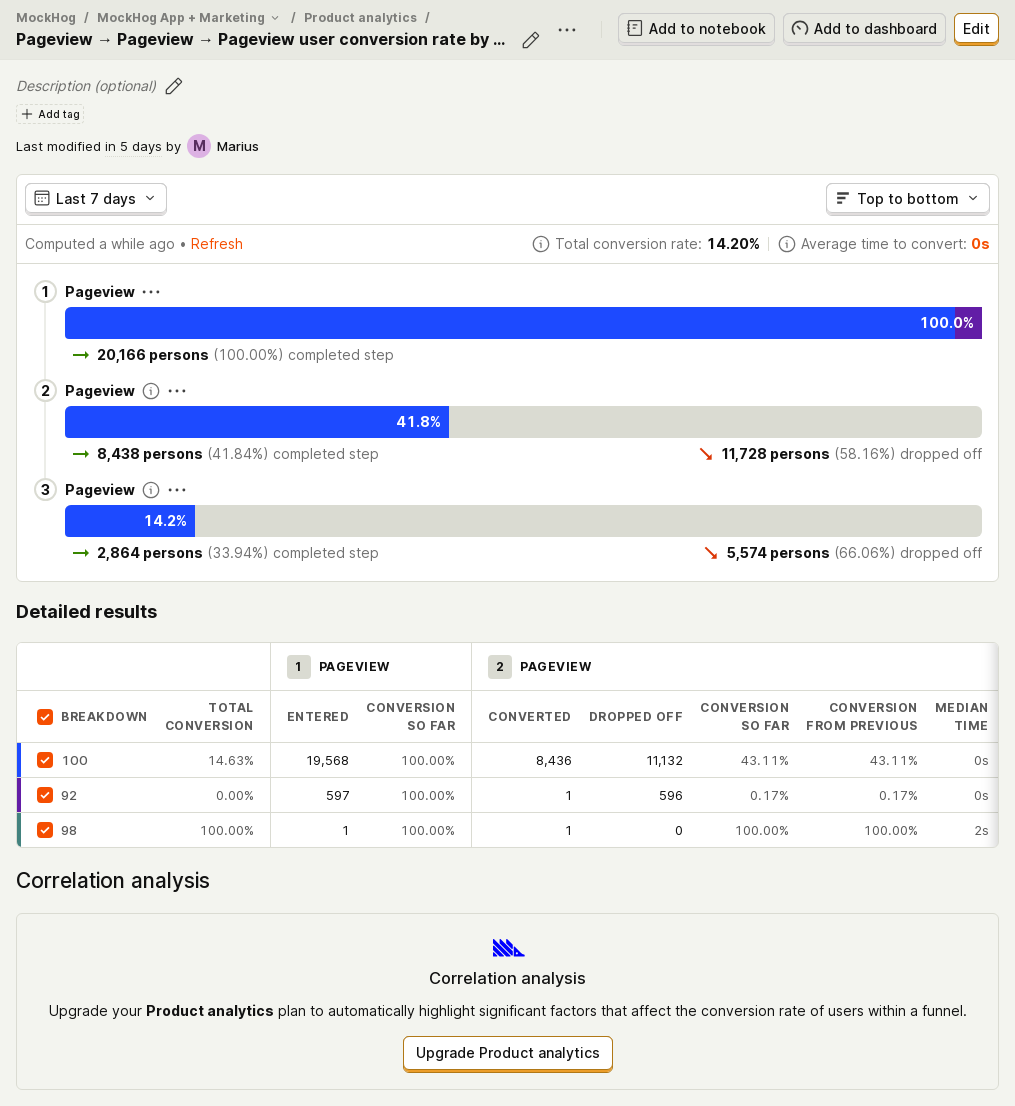 MockHog / MockHog App + Marketing / Product analytics /
Pageview → Pageview → Pageview user conversion rate by ...
Add to notebook
Add to dashboard
Edit
Description (optional)
Add tag
Last modified in 5 days by M Marius
Last 7 days
Top to bottom
Computed a while ago • Refresh
Total conversion rate: 14.20%
Average time to convert: 0s
1 Pageview
100.0%
→ 20,166 persons (100.00%) completed step
2 Pageview
41.8%
→ 8,438 persons (41.84%) completed step
↘ 11,728 persons (58.16%) dropped off
3 Pageview
14.2%
→ 2,864 persons (33.94%) completed step
↘ 5,574 persons (66.06%) dropped off
Detailed results
1 PAGEVIEW 2 PAGEVIEW
BREAKDOWN TOTAL CONVERSION ENTERED CONVERSION SO FAR CONVERTED DROPPED OFF CONVERSION SO FAR CONVERSION FROM PREVIOUS MEDIAN TIME
100 14.63% 19,568 100.00% 8,436 11,132 43.11% 43.11% 0s
92 0.00% 597 100.00% 1 596 0.17% 0.17% 0s
98 100.00% 1 100.00% 1 0 100.00% 100.00% 2s
Correlation analysis
Correlation analysis
Upgrade your Product analytics plan to automatically highlight significant factors that affect the conversion rate of users within a funnel.
Upgrade Product analytics